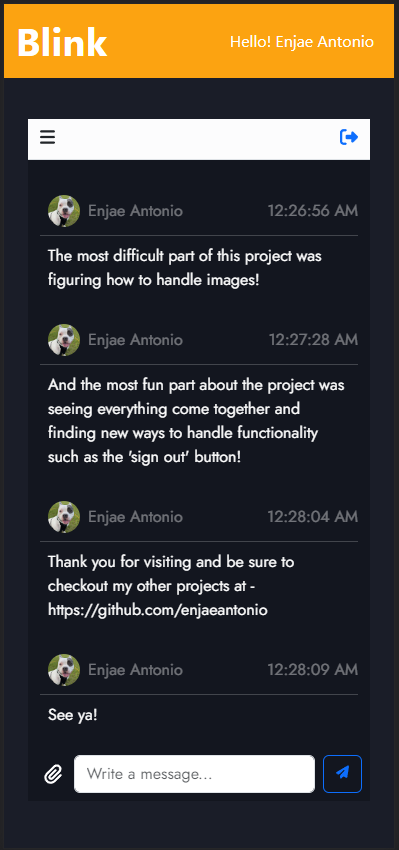 Blink
Hello! Enjae Antonio
Enjae Antonio 12:26:56 AM
The most difficult part of this project was
figuring how to handle images!
Enjae Antonio 12:27:28 AM
And the most fun part about the project was
seeing everything come together and
finding new ways to handle functionality
such as the 'sign out' button!
Enjae Antonio 12:28:04 AM
Thank you for visiting and be sure to
checkout my other projects at -
https://github.com/enjaeantonio
Enjae Antonio 12:28:09 AM
See ya!
Write a message...